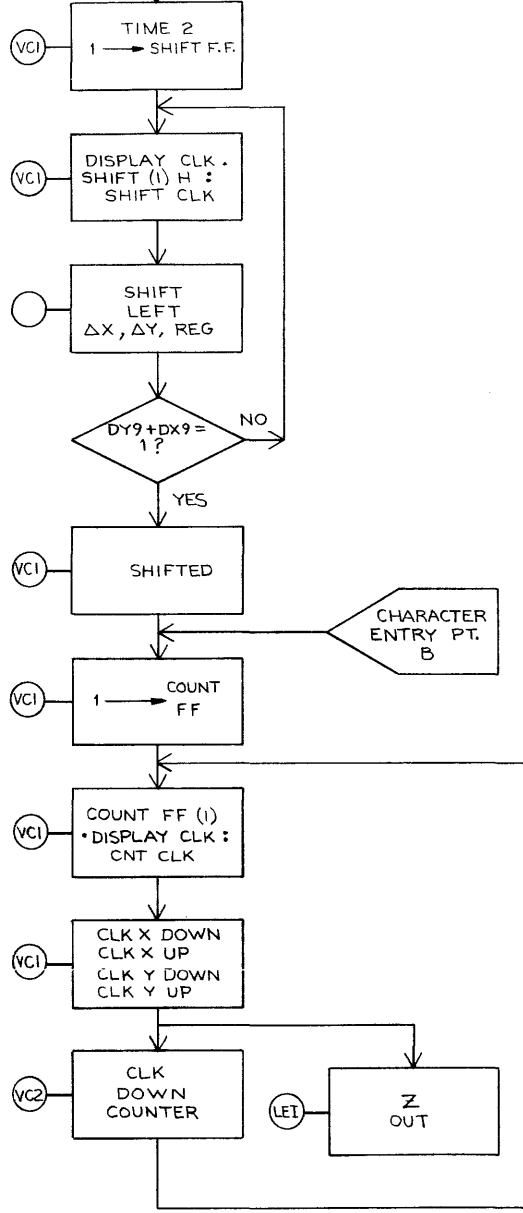 TIME 2
VC1
1 → SHIFT F.F.
DISPLAY CLK .
VC1
SHIFT (1) H :
SHIFT CLK
SHIFT
LEFT
△X, △Y, REG
DY9+DX9=
1?
NO
YES
VC1
SHIFTED
CHARACTER
ENTRY PT.
B
VC1
1 → COUNT
FF
COUNT FF (1)
VC1
• DISPLAY CLK :
CNT CLK
CLK X DOWN
VC1
CLK X UP
CLK Y DOWN
CLK Y UP
CLK
VC2
DOWN
COUNTER
LE1
Z
OUT